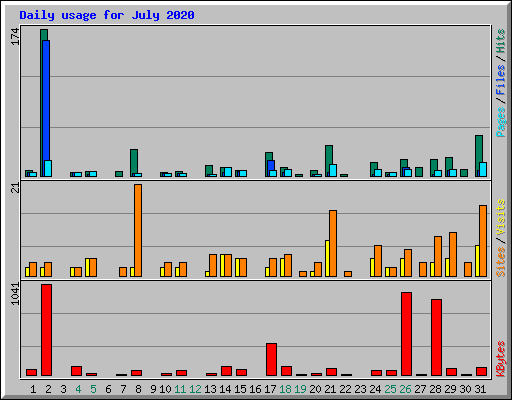 Daily usage for July 2020
174
Pages / Files / Hits
21
Sites / Visits
1041
KBytes
1 2 3 4 5 6 7 8 9 10 11 12 13 14 15 16 17 18 19 20 21 22 23 24 25 26 27 28 29 30 31